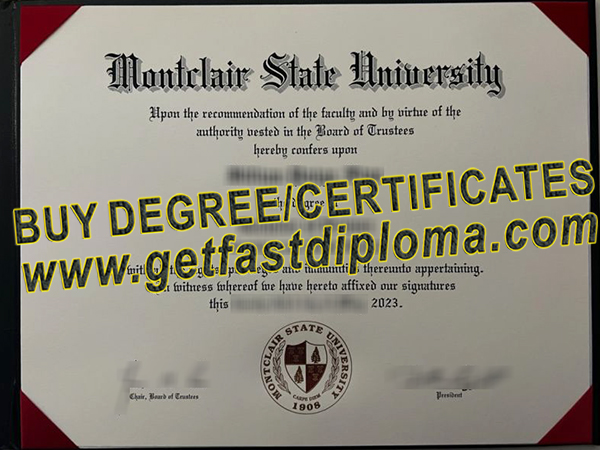 Montclair State University
Upon the recommendation of the faculty and by virtue of the
authority vested in the Board of Trustees
hereby confers upon
BUY DEGREE/CERTIFICATES
www.getfastdiploma.com
thereunto appertaining.
witness whereof we have hereto affixed our signatures
this 2023.
MONTCLAIR STATE UNIVERSITY
CARPE DIEM
1908
Chair, Board of Trustees
President